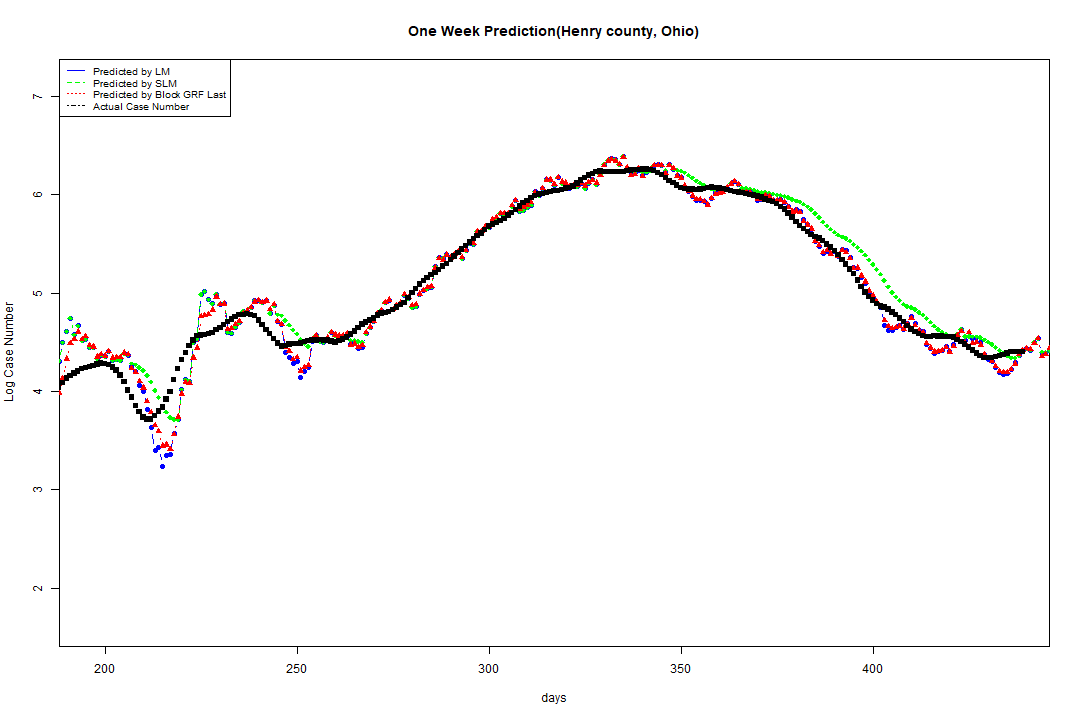 One Week Prediction(Henry county, Ohio)
Predicted by LM
Predicted by SLM
Predicted by Block GRF Last
Actual Case Number
7
6
5
4
3
2
Log Case Number
200 250 300 350 400
days